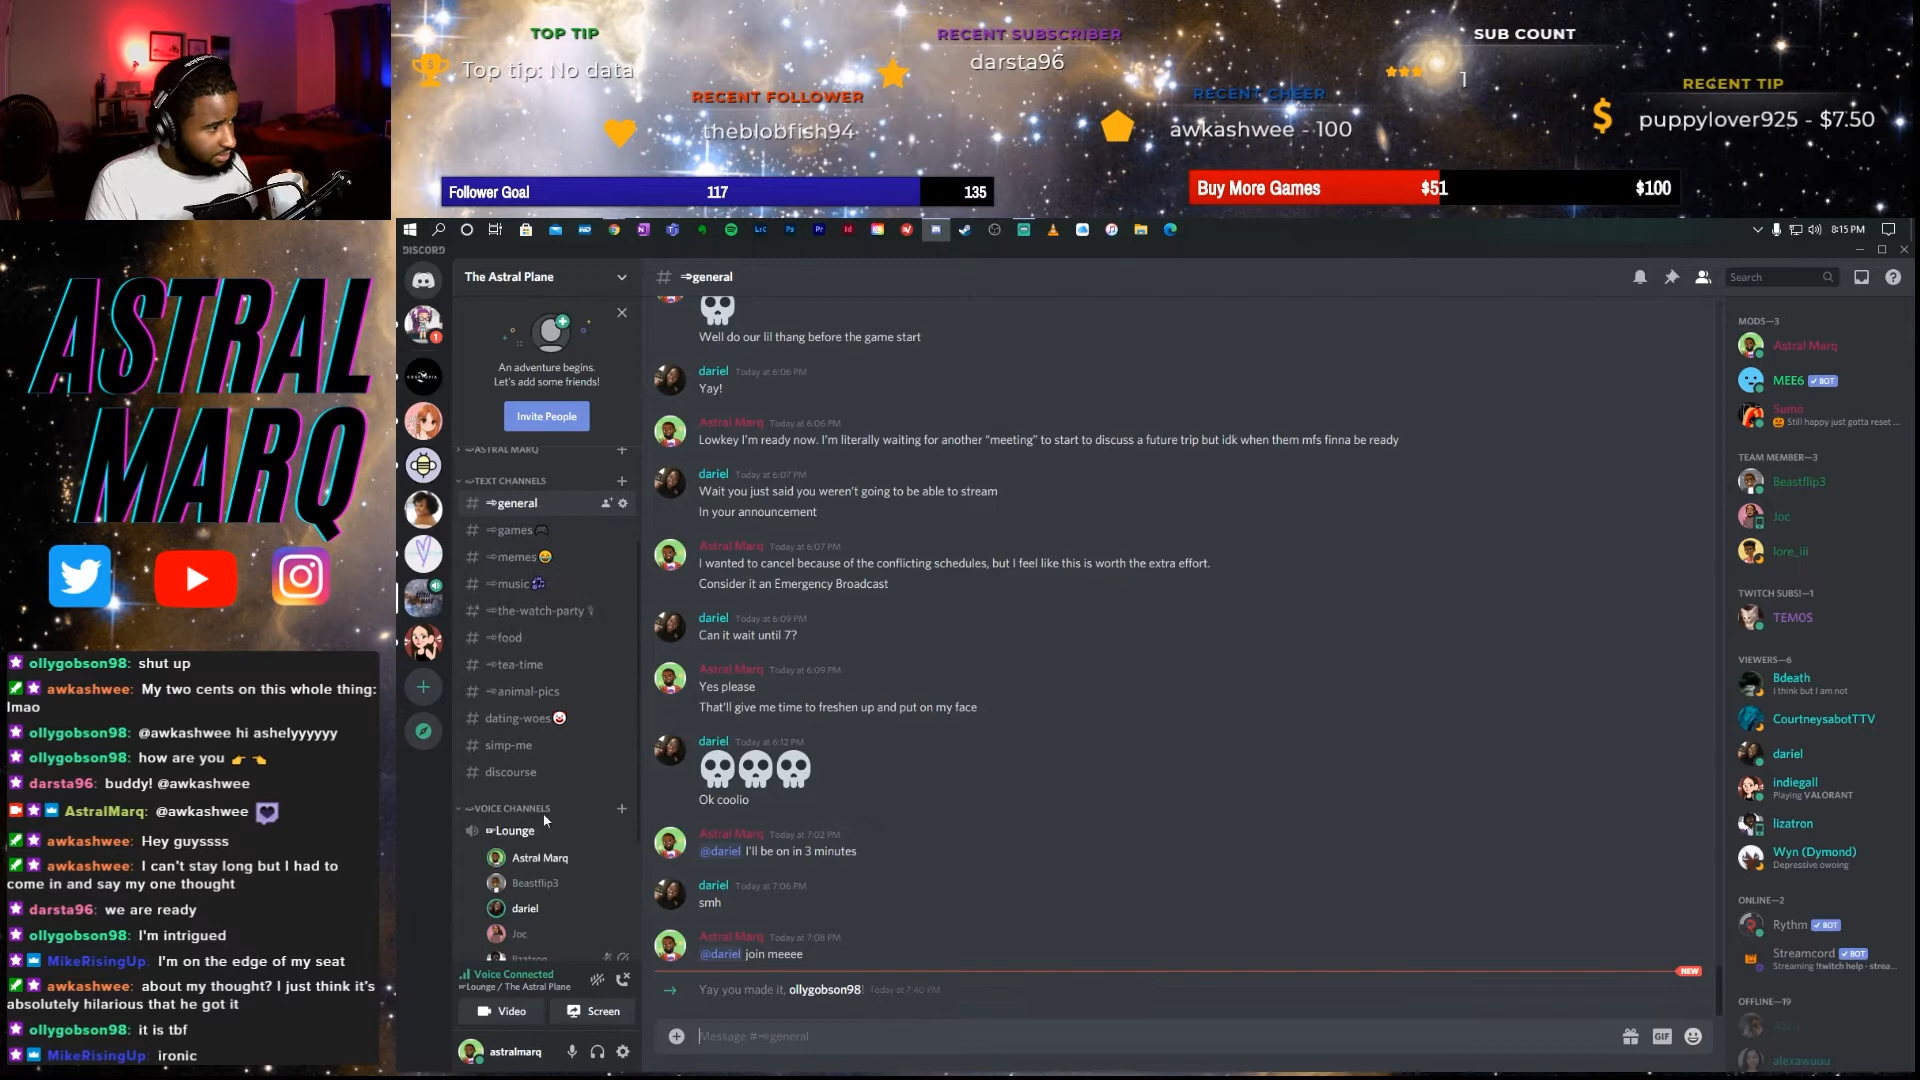 TOP TIP
Top tip: No data
RECENT FOLLOWER
theblobfish94
RECENT SUBSCRIBER
darsta96
RECENT CHEER
awkashwee - 100
SUB COUNT
1
RECENT TIP
puppylover925 - $7.50
Follower Goal 117 135
Buy More Games $51 $100
ASTRAL
MARQ
ollygobson98: shut up
awkashwee: My two cents on this whole thing:
lmao
ollygobson98: @awkashwee hi ashelyyyyyy
ollygobson98: how are you
darsta96: buddy! @awkashwee
AstralMarq: @awkashwee
awkashwee: Hey guyssss
awkashwee: I can't stay long but I had to
come in and say my one thought
darsta96: we are ready
ollygobson98: I'm intrigued
MikeRisingUp: I'm on the edge of my seat
awkashwee: about my thought? I just think it's
absolutely hilarious that he got it
ollygobson98: it is tbf
MikeRisingUp: ironic
8:15 PM
DISCORD
The Astral Plane
An adventure begins.
Let's add some friends!
Invite People
ASTRAL MARQ
TEXT CHANNELS
general
games
memes
music
the-watch-party
food
tea-time
animal-pics
dating-woes
simp-me
discourse
VOICE CHANNELS
Lounge
Astral Marq
Beastflip3
dariel
Joc
lizatron
Voice Connected
Lounge / The Astral Plane
Video Screen
astralmarq
# general
Search
Well do our lil thang before the game start
dariel Today at 6:06 PM
Yay!
Astral Marq Today at 6:06 PM
Lowkey I'm ready now. I'm literally waiting for another “meeting” to start to discuss a future trip but idk when them mfs finna be ready
dariel Today at 6:07 PM
Wait you just said you weren't going to be able to stream
In your announcement
Astral Marq Today at 6:07 PM
I wanted to cancel because of the conflicting schedules, but I feel like this is worth the extra effort.
Consider it an Emergency Broadcast
dariel Today at 6:09 PM
Can it wait until 7?
Astral Marq Today at 6:09 PM
Yes please
That'll give me time to freshen up and put on my face
dariel Today at 6:12 PM
Ok coolio
Astral Marq Today at 7:02 PM
@dariel I'll be on in 3 minutes
dariel Today at 7:06 PM
smh
Astral Marq Today at 7:08 PM
@dariel join meeee
NEW
Yay you made it, ollygobson98! Today at 7:40 PM
Message # general
GIF
MODS—3
Astral Marq
MEE6 BOT
Sumo
Still happy just gotta reset ...
TEAM MEMBER—3
Beastflip3
Joc
lore_iii
TWITCH SUBS!—1
TEM0S
VIEWERS—6
Bdeath
I think but I am not
CourtneysabotTTV
dariel
indiegall
Playing VALORANT
lizatron
Wyn (Dymond)
Depressive owoing
ONLINE—2
Rythm BOT
Streamcord BOT
Streaming !twitch help · strea...
OFFLINE—19
alexawuuu